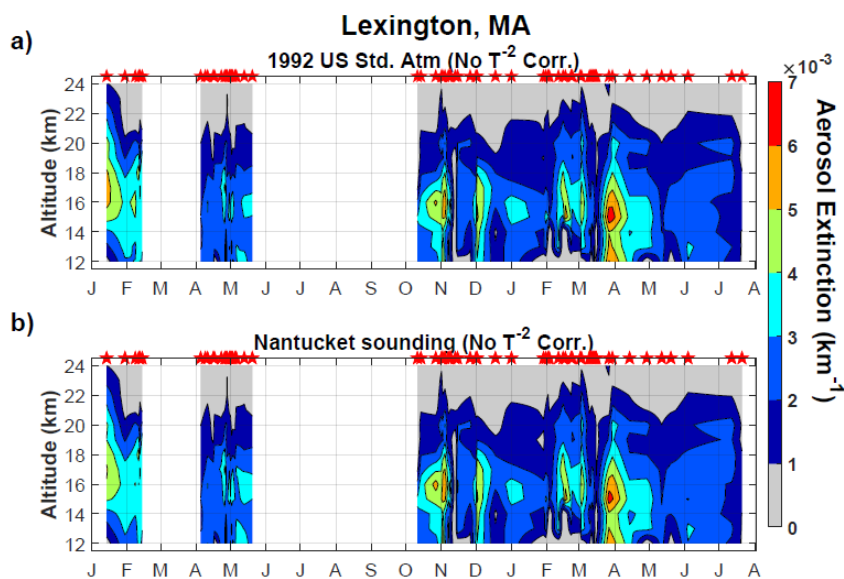 Lexington, MA
a)
1992 US Std. Atm (No T-2 Corr.)
×10-3
24
22
20
18
16
14
12
Altitude (km)
J F M A M J J A S O N D J F M A M J J A
b)
Nantucket sounding (No T-2 Corr.)
24
22
20
18
16
14
12
Altitude (km)
J F M A M J J A S O N D J F M A M J J A
7
6
5
4
3
2
1
0
Aerosol Extinction (km-1)